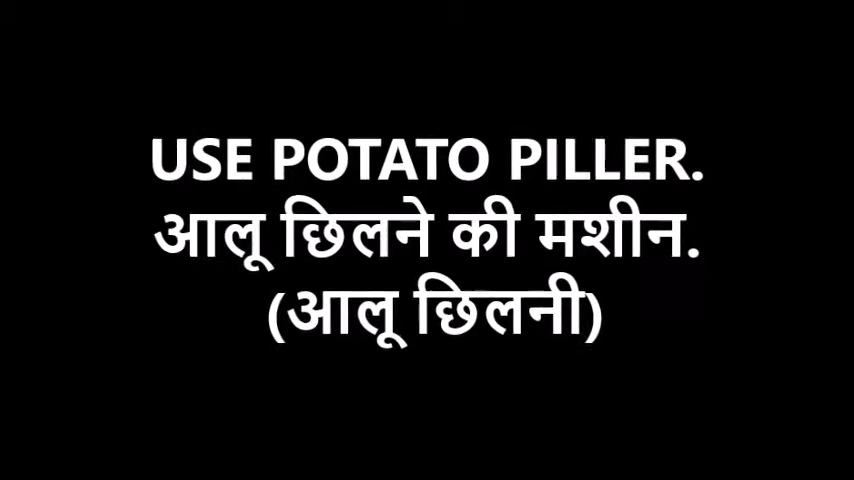 USE POTATO PILLER.
आलू छिलने की मशीन.
(आलू छिलनी)